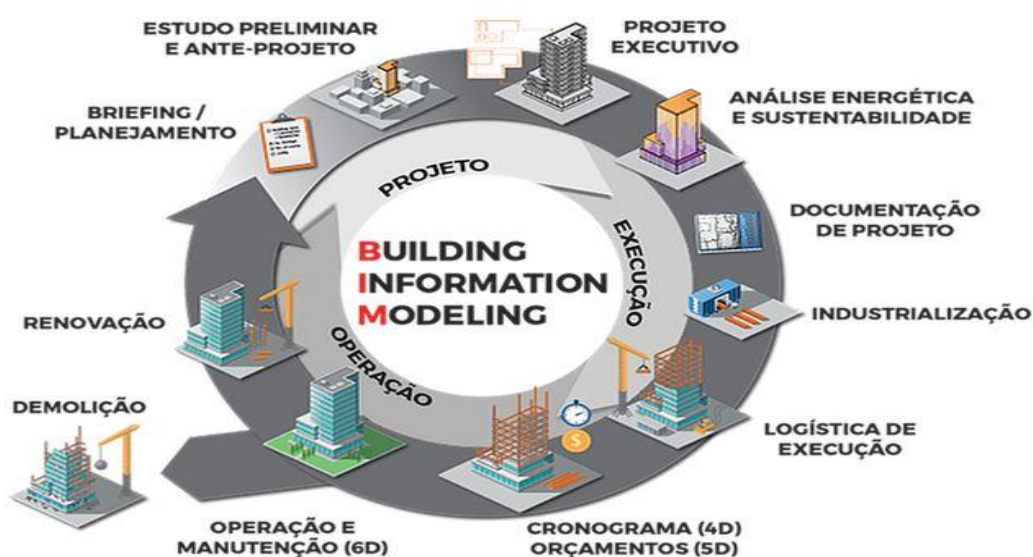 ESTUDO PRELIMINAR
E ANTE-PROJETO
PROJETO
EXECUTIVO
BRIEFING /
PLANEJAMENTO
ANÁLISE ENERGÉTICA
E SUSTENTABILIDADE
PROJETO
DOCUMENTAÇÃO
DE PROJETO
EXECUÇÃO
BUILDING
INFORMATION
MODELING
INDUSTRIALIZAÇÃO
RENOVAÇÃO
OPERAÇÃO
DEMOLIÇÃO
LOGÍSTICA DE
EXECUÇÃO
$
OPERAÇÃO E
MANUTENÇÃO (6D)
CRONOGRAMA (4D)
ORÇAMENTOS (5D)